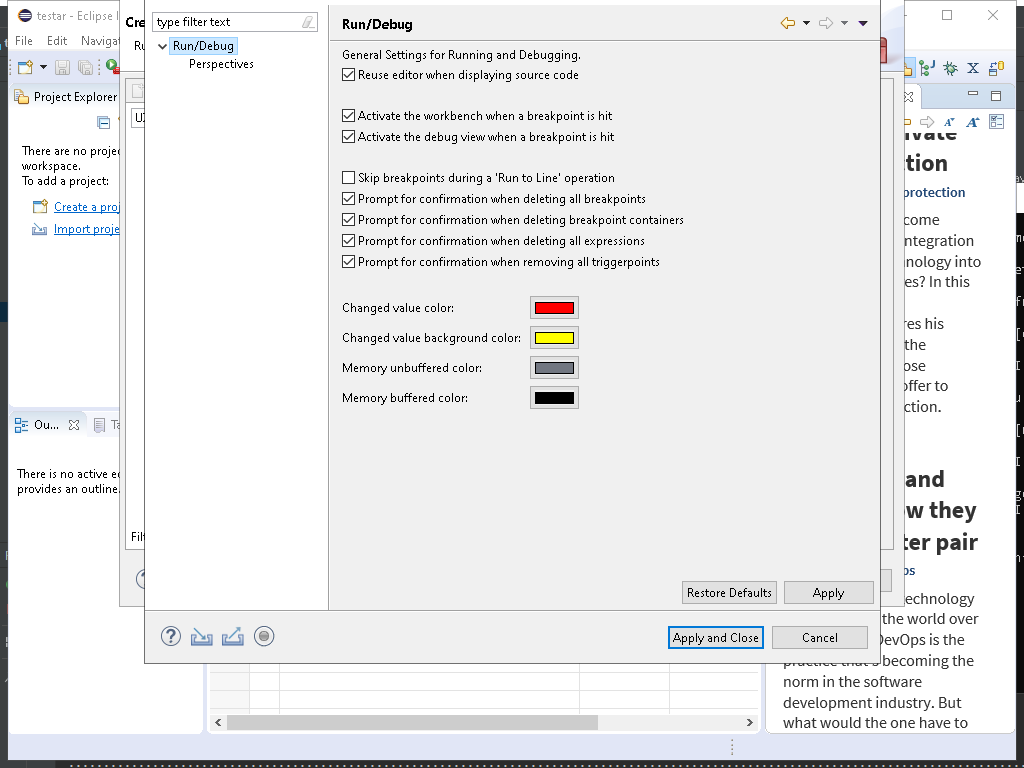 testar - Eclipse
File Edit Navigat
Project Explorer
There are no proje
workspace.
To add a project:
Create a proj
Import proje
Ou...
There is no active e
provides an outline.
Cre
Ru
Filt
type filter text
Run/Debug
Perspectives
Run/Debug
General Settings for Running and Debugging.
Reuse editor when displaying source code
Activate the workbench when a breakpoint is hit
Activate the debug view when a breakpoint is hit
Skip breakpoints during a 'Run to Line' operation
Prompt for confirmation when deleting all breakpoints
Prompt for confirmation when deleting breakpoint containers
Prompt for confirmation when deleting all expressions
Prompt for confirmation when removing all triggerpoints
Changed value color:
Changed value background color:
Memory unbuffered color:
Memory buffered color:
Restore Defaults Apply
Apply and Close Cancel
ction
protection
come
ntegration
nology into
es? In this
res his
the
ose
offer to
ction.
and
w they
ter pair
ps
echnology
the world over
DevOps is the
practice that's becoming the
norm in the software
development industry. But
what would the one have to